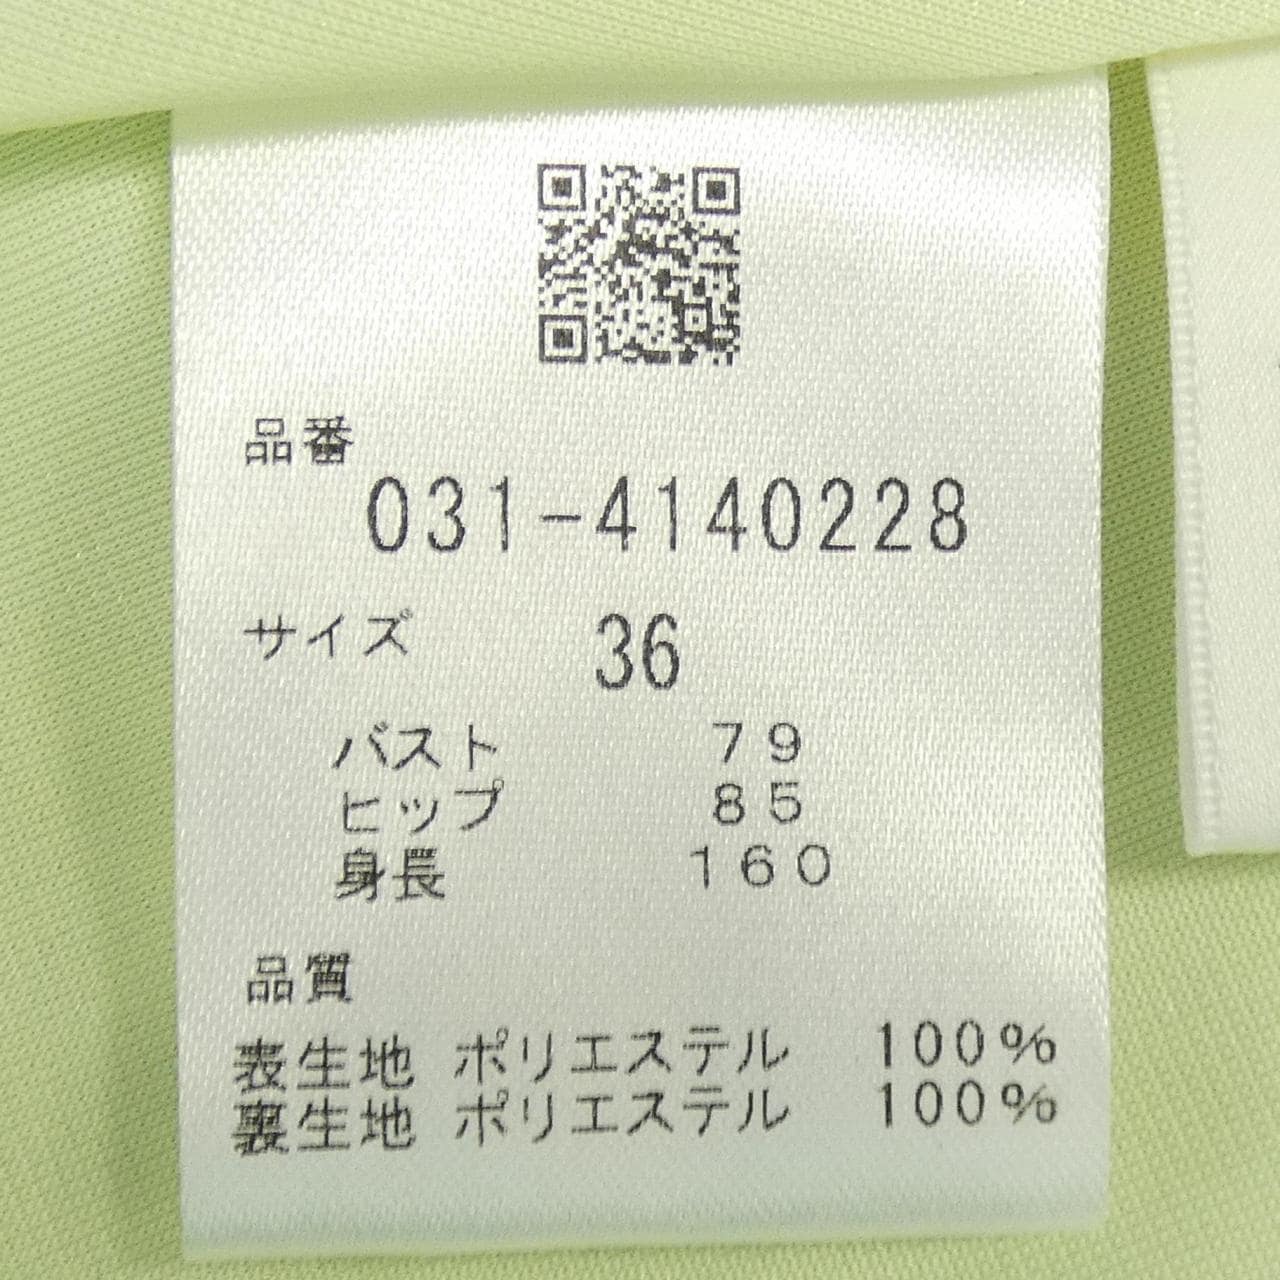 品番
031-4140228
サイズ 36
バスト 79
ヒップ 85
身長 160
品質
表生地 ポリエステル 100%
裏生地 ポリエステル 100%